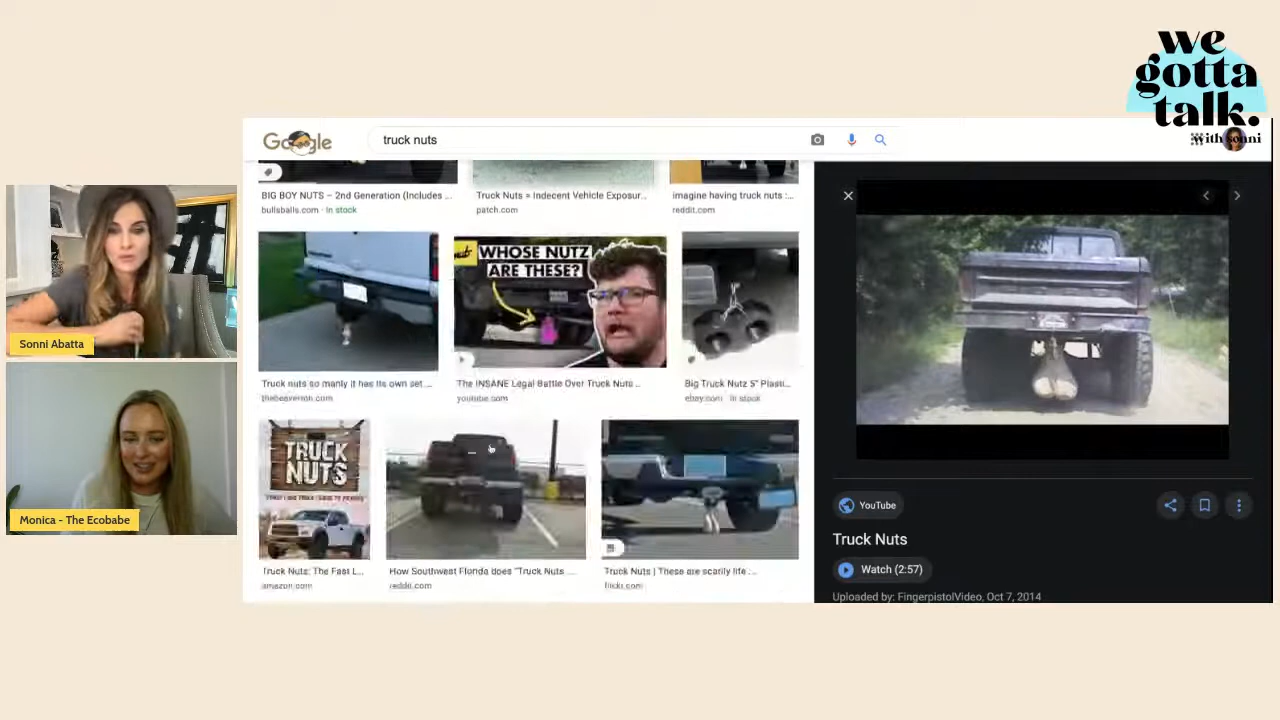 we
gotta
talk.
with sonni
Google
truck nuts
BIG BOY NUTS – 2nd Generation (Includes ...
bullsballs.com · In stock
Truck Nuts » Indecent Vehicle Exposur...
patch.com
imagine having truck nuts :...
reddit.com
WHOSE NUTZ
ARE THESE?
Truck nuts so manly it has its own set ...
thebeaverton.com
The INSANE Legal Battle Over Truck Nuts ...
youtube.com
Big Truck Nutz 5" Plasti...
ebay.com · In stock
TRUCK
NUTS
Truck Nuts: The Fast L...
amazon.com
How Southwest Florida does "Truck Nuts ...
reddit.com
Truck Nuts | These are scarily life ...
flickr.com
YouTube
Truck Nuts
Watch (2:57)
Uploaded by: FingerpistolVideo, Oct 7, 2014
Sonni Abatta
Monica - The Ecobabe